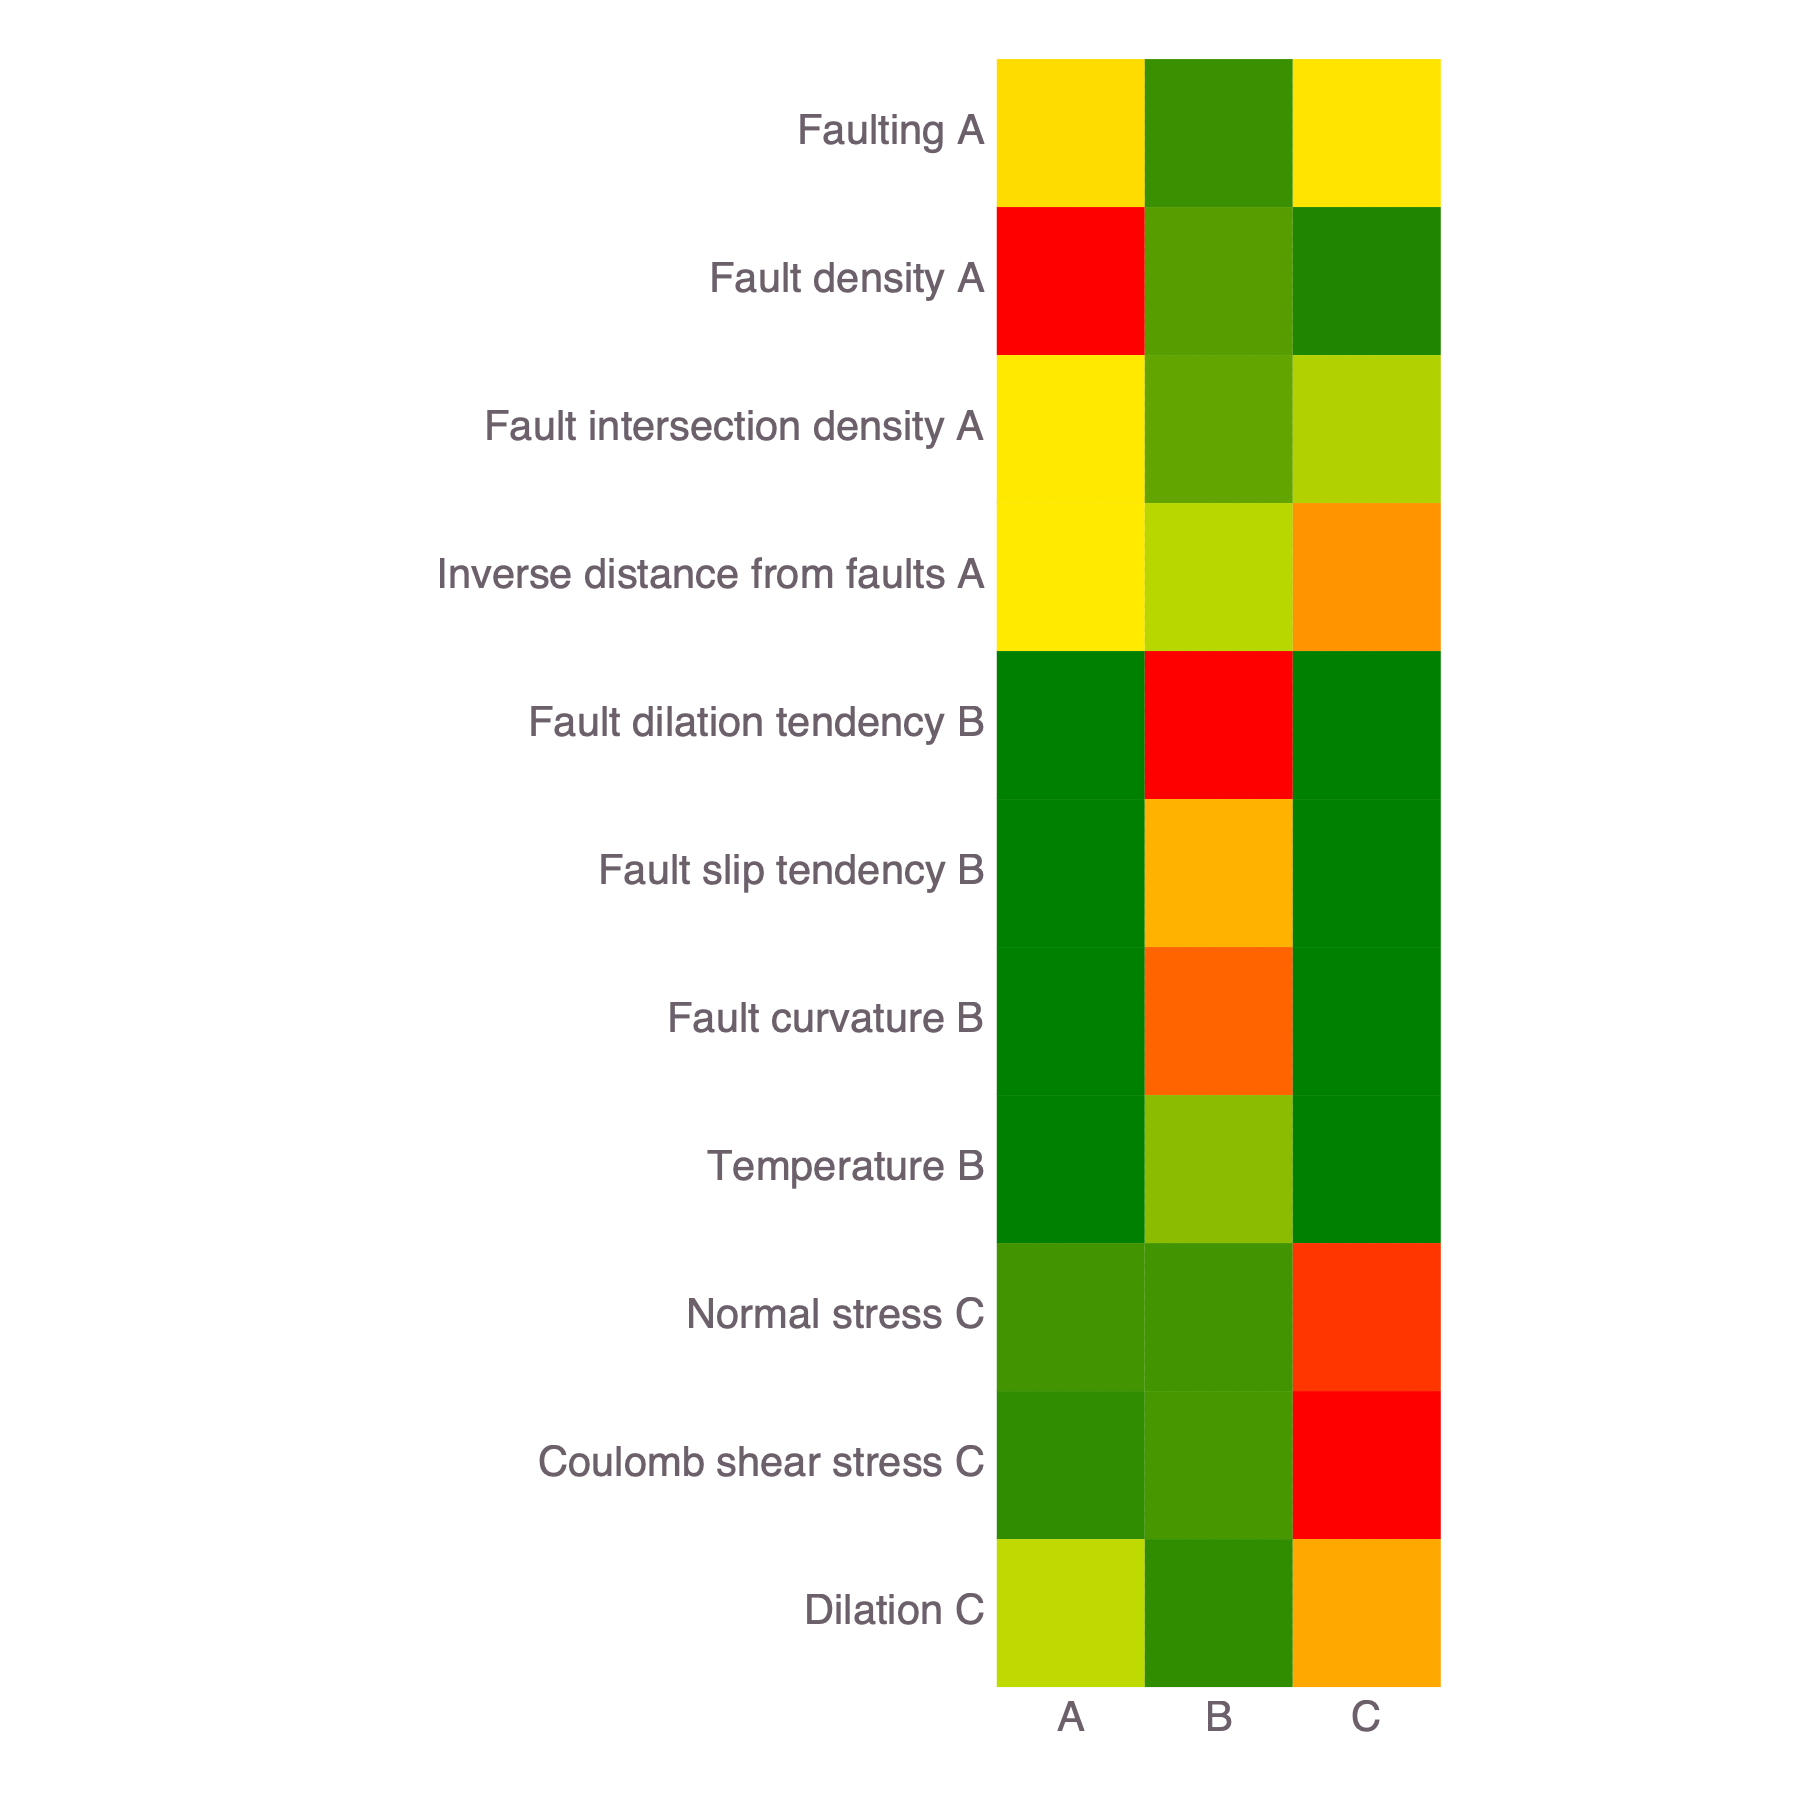 Faulting A
Fault density A
Fault intersection density A
Inverse distance from faults A
Fault dilation tendency B
Fault slip tendency B
Fault curvature B
Temperature B
Normal stress C
Coulomb shear stress C
Dilation C
A B C